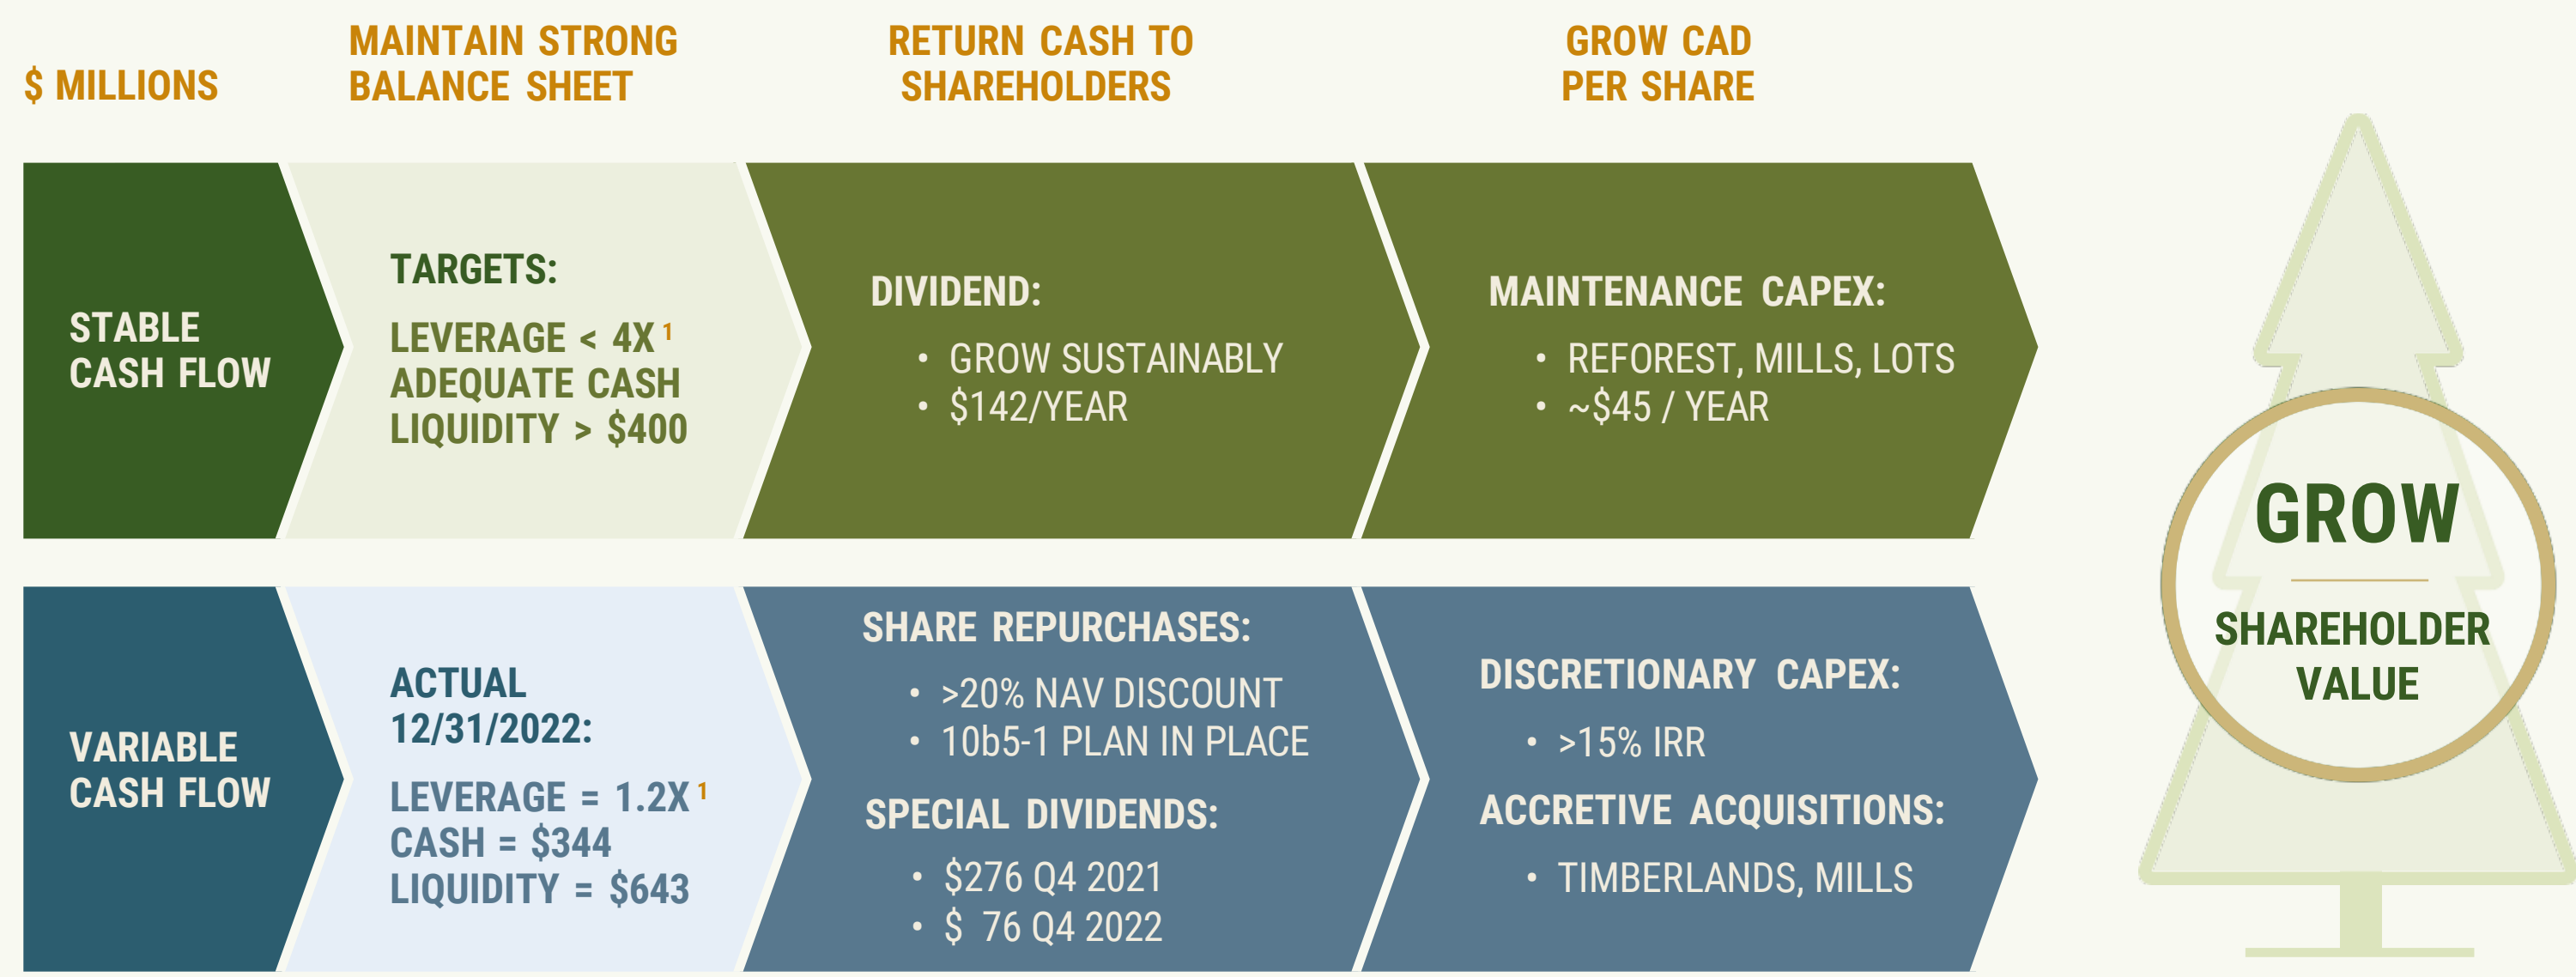 $ MILLIONS
MAINTAIN STRONG
BALANCE SHEET
RETURN CASH TO
SHAREHOLDERS
GROW CAD
PER SHARE
STABLE
CASH FLOW
TARGETS:
LEVERAGE < 4X 1
ADEQUATE CASH
LIQUIDITY > $400
DIVIDEND:
• GROW SUSTAINABLY
• $142/YEAR
MAINTENANCE CAPEX:
• REFOREST, MILLS, LOTS
• ~$45 / YEAR
VARIABLE
CASH FLOW
ACTUAL
12/31/2022:
LEVERAGE = 1.2X 1
CASH = $344
LIQUIDITY = $643
SHARE REPURCHASES:
• >20% NAV DISCOUNT
• 10b5-1 PLAN IN PLACE
SPECIAL DIVIDENDS:
• $276 Q4 2021
• $ 76 Q4 2022
DISCRETIONARY CAPEX:
• >15% IRR
ACCRETIVE ACQUISITIONS:
• TIMBERLANDS, MILLS
GROW
SHAREHOLDER
VALUE